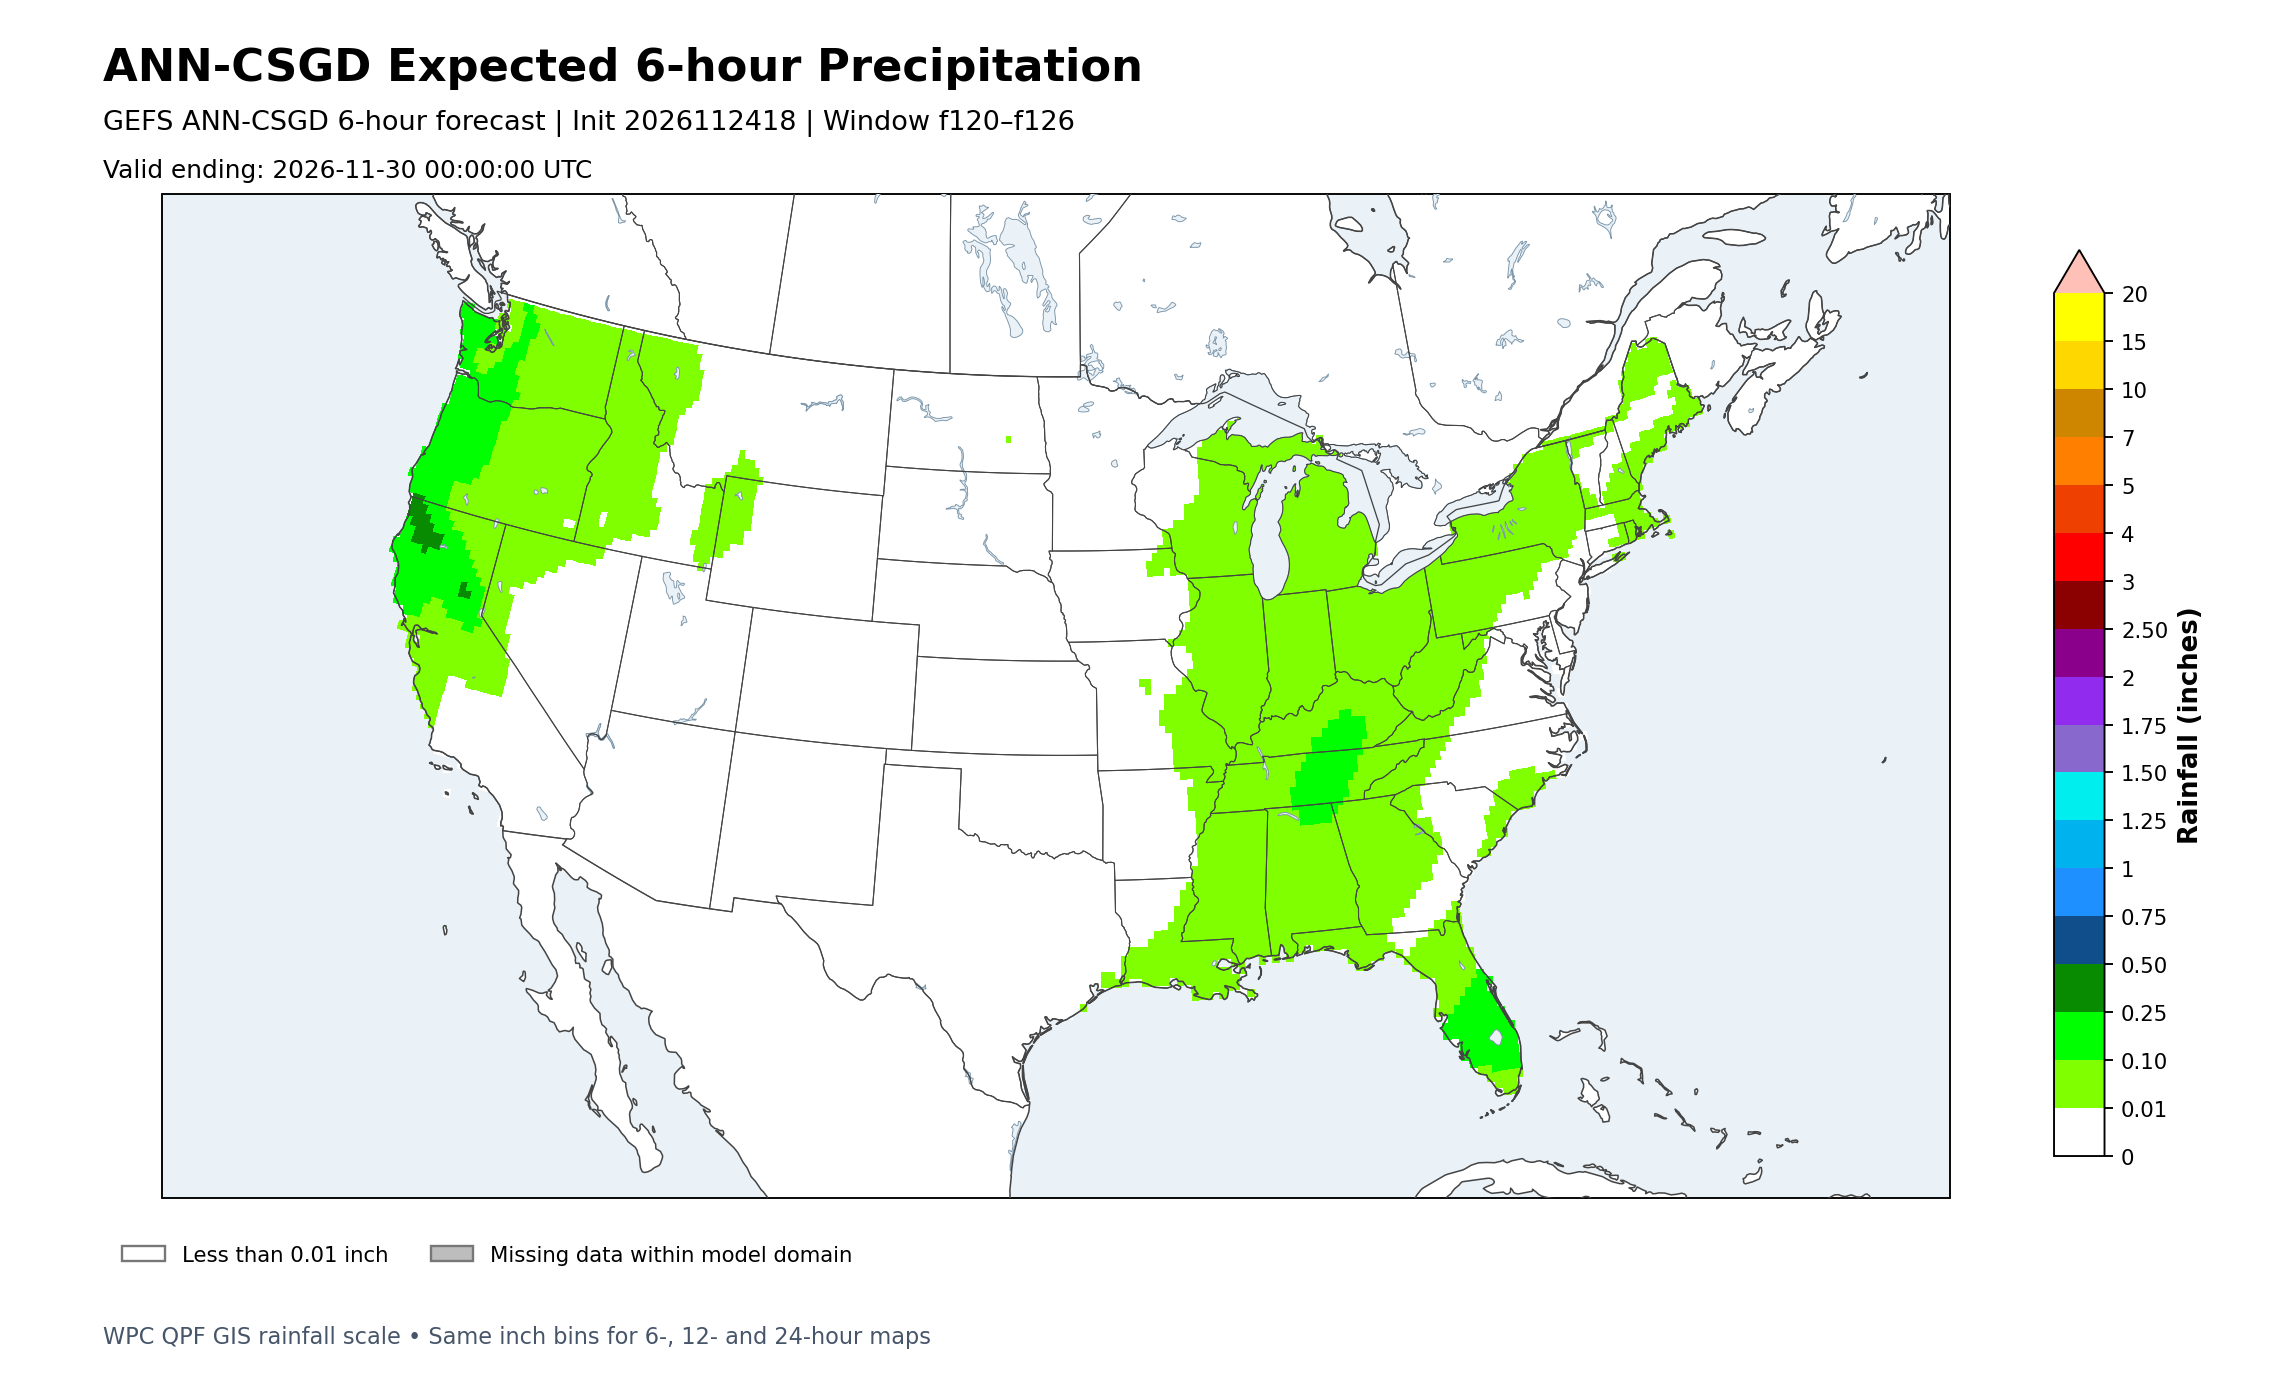 ANN-CSGD Expected 6-hour Precipitation
GEFS ANN-CSGD 6-hour forecast | Init 2026112418 | Window f120–f126
Valid ending: 2026-11-30 00:00:00 UTC
20
15
10
7
5
4
3
2.50
2
1.75
1.50
1.25
1
0.75
0.50
0.25
0.10
0.01
0
Rainfall (inches)
Less than 0.01 inch
Missing data within model domain
WPC QPF GIS rainfall scale • Same inch bins for 6-, 12- and 24-hour maps